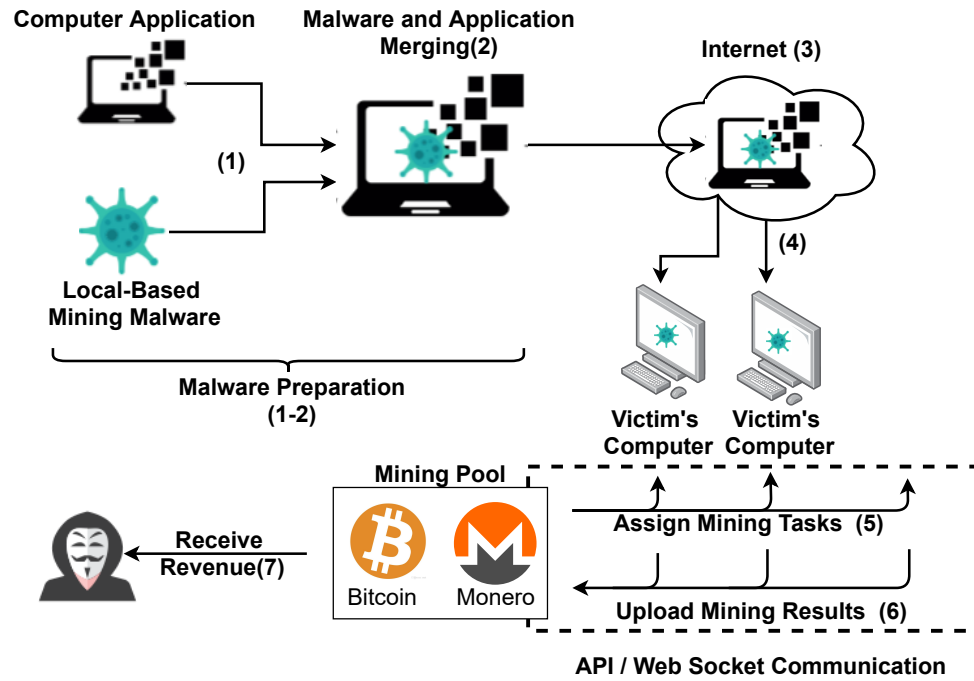 Computer Application
Malware and Application
Merging(2)
Internet (3)
(1)
(4)
Local-Based
Mining Malware
Malware Preparation
(1-2)
Victim's
Computer
Victim's
Computer
Mining Pool
Bitcoin
Monero
Assign Mining Tasks (5)
Receive
Revenue(7)
Upload Mining Results (6)
API / Web Socket Communication